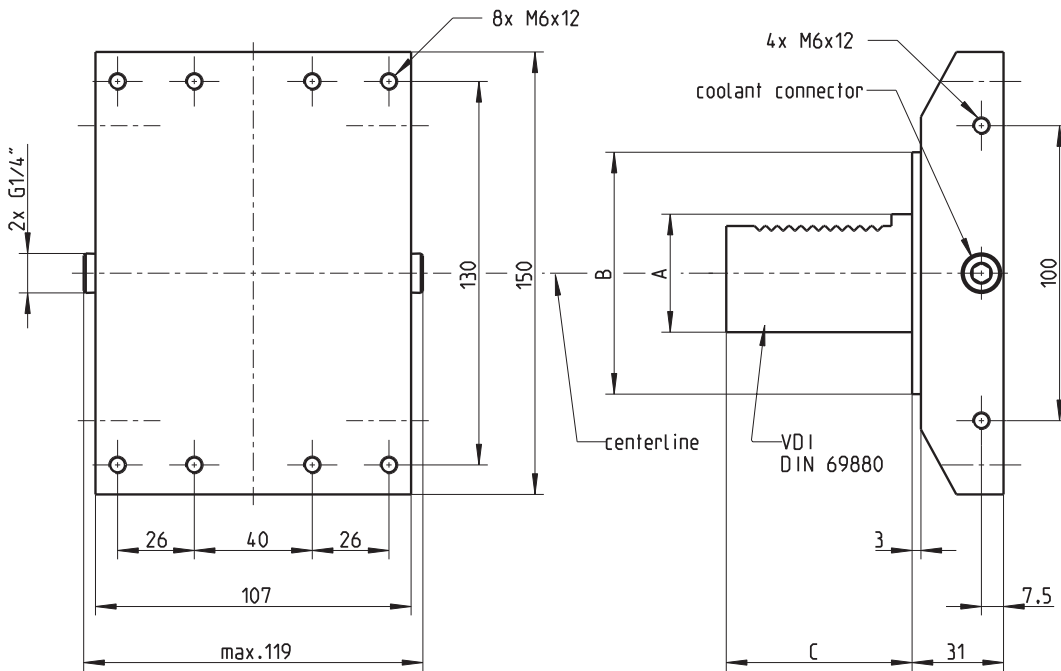 8x M6x12
4x M6x12
coolant connector
2x G1/4"
130
150
B
A
100
centerline
VDI
DIN 69880
26
40
26
3
107
7.5
max.119
C
31